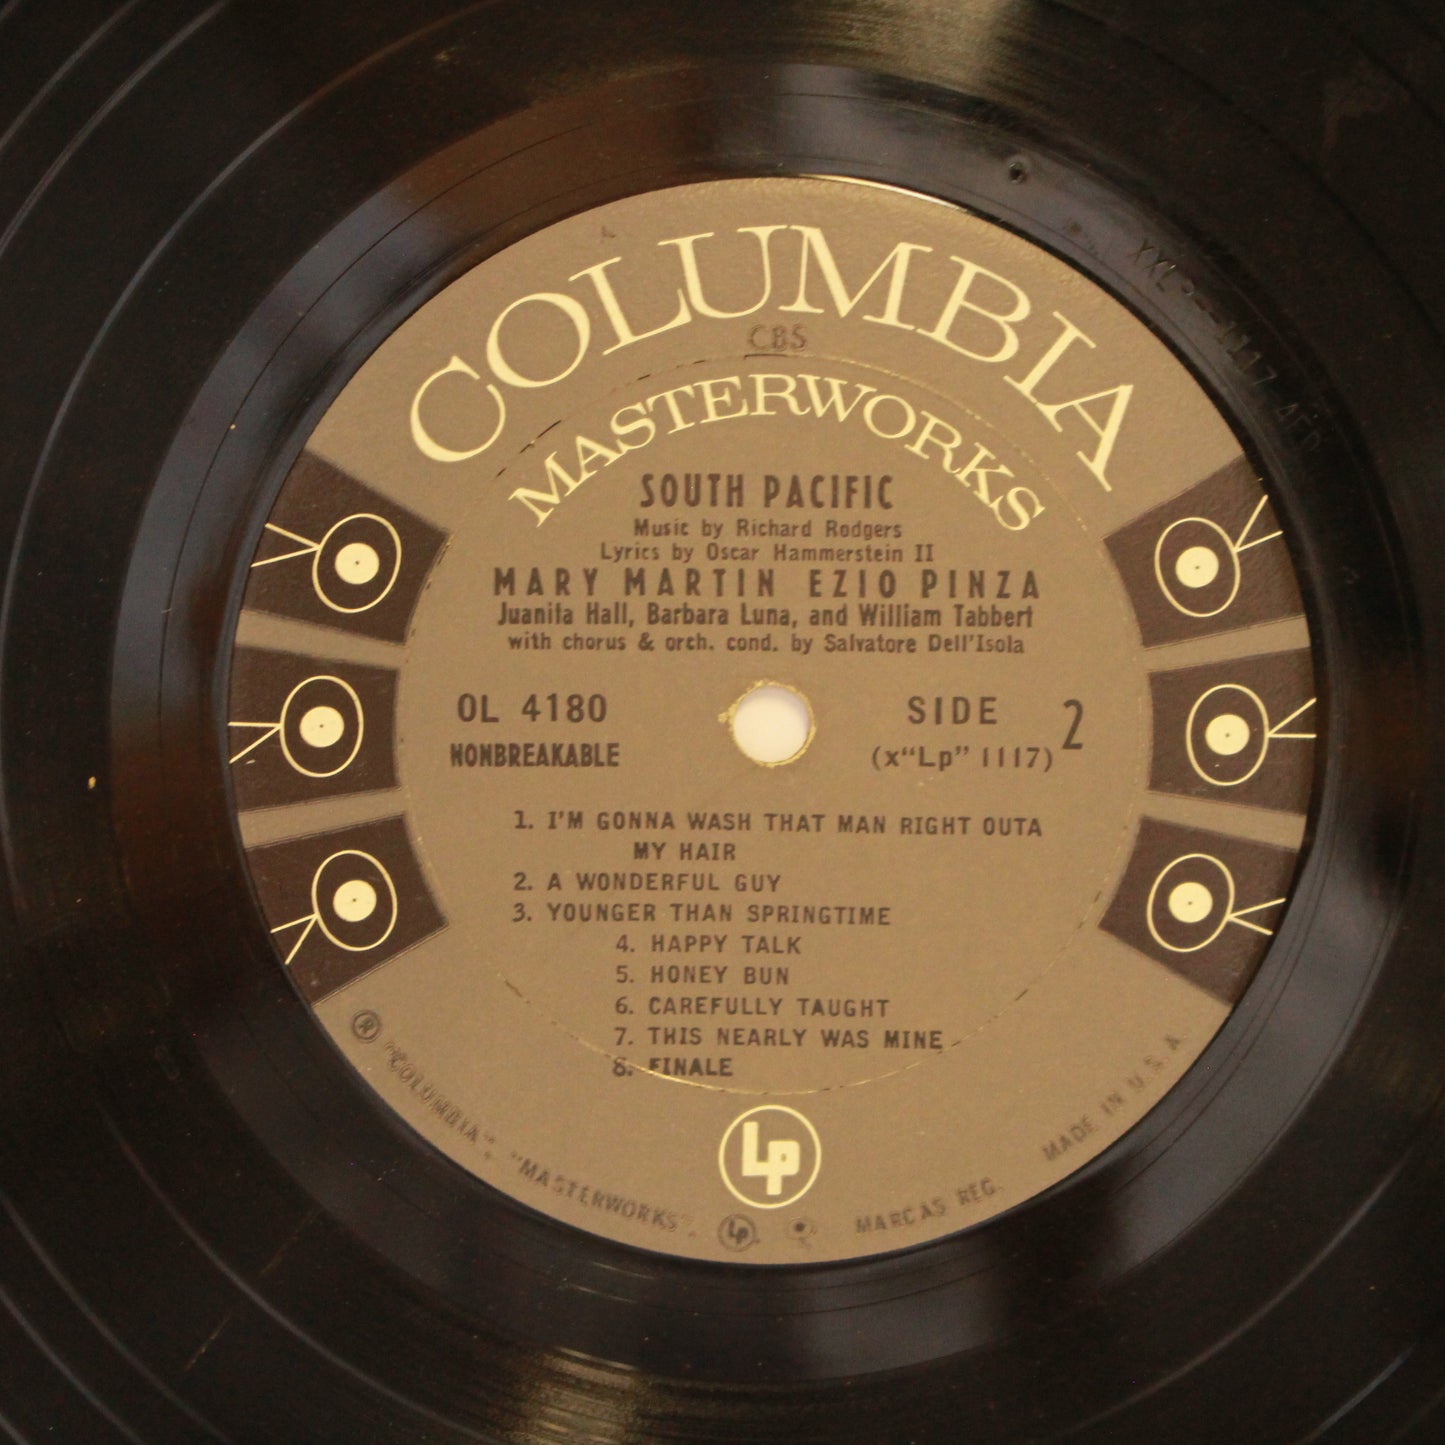 COLUMBIA
CBS
MASTERWORKS
SOUTH PACIFIC
Music by Richard Rodgers
Lyrics by Oscar Hammerstein II
MARY MARTIN EZIO PINZA
Juanita Hall, Barbara Luna, and William Tabbert
with chorus & orch. cond. by Salvatore Dell'Isola
OL 4180
NONBREAKABLE
SIDE 2
(x“Lp” 1117)
1. I'M GONNA WASH THAT MAN RIGHT OUTA
MY HAIR
2. A WONDERFUL GUY
3. YOUNGER THAN SPRINGTIME
4. HAPPY TALK
5. HONEY BUN
6. CAREFULLY TAUGHT
7. THIS NEARLY WAS MINE
8. FINALE
Lp
® “COLUMBIA”, “MASTERWORKS”, Lp MARCAS REG. MADE IN U.S.A.